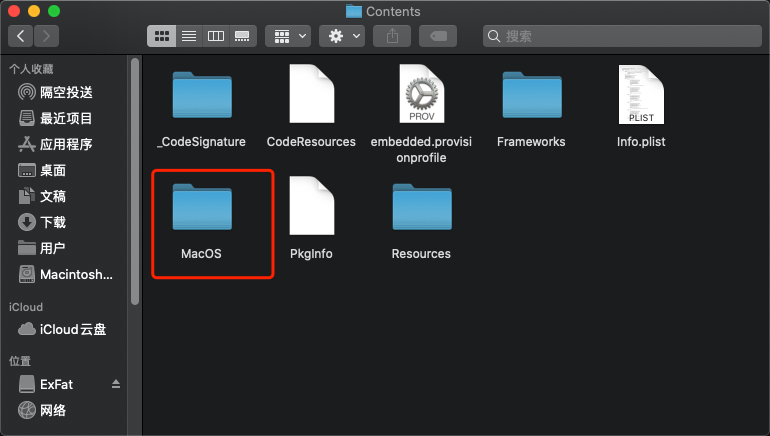 Contents
搜索
个人收藏
隔空投送
最近项目
应用程序
桌面
文稿
下载
用户
Macintosh...
iCloud
iCloud云盘
位置
ExFat
网络
_CodeSignature
CodeResources
PROV
embedded.provisi
onprofile
Frameworks
PLIST
Info.plist
MacOS
PkgInfo
Resources